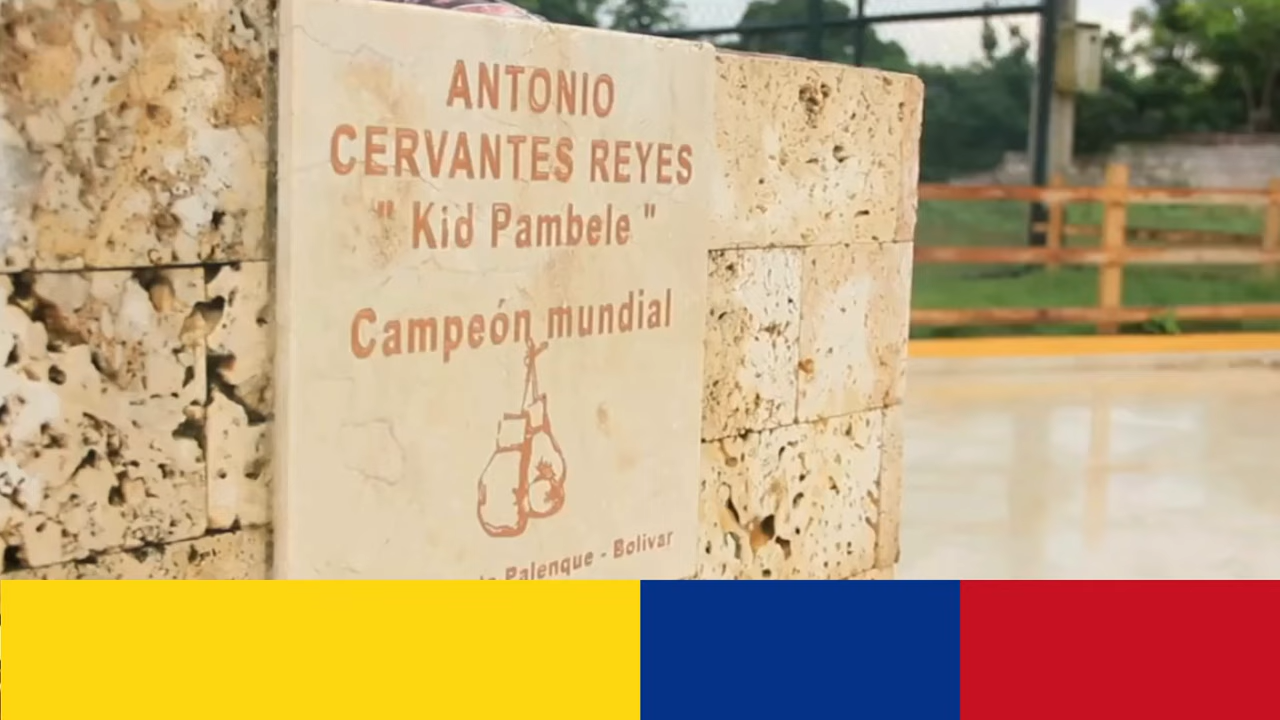 ANTONIO
CERVANTES REYES
" Kid Pambele "
Campeón mundial
Palenque - Bolivar